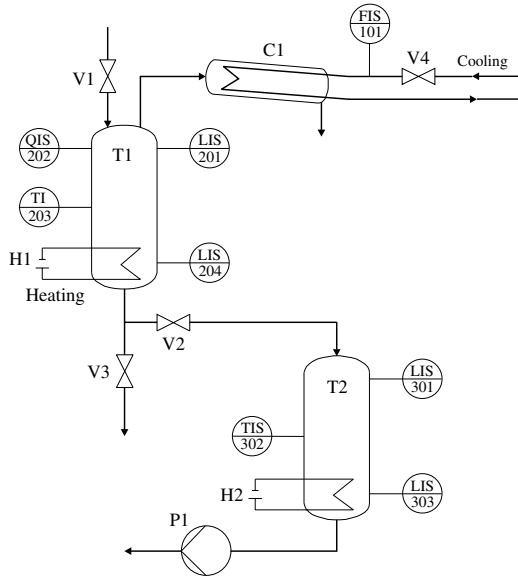 FIS
101
C1
V4
Cooling
V1
QIS
202
T1
LIS
201
TI
203
H1
LIS
204
Heating
V2
V3
T2
LIS
301
TIS
302
H2
LIS
303
P1